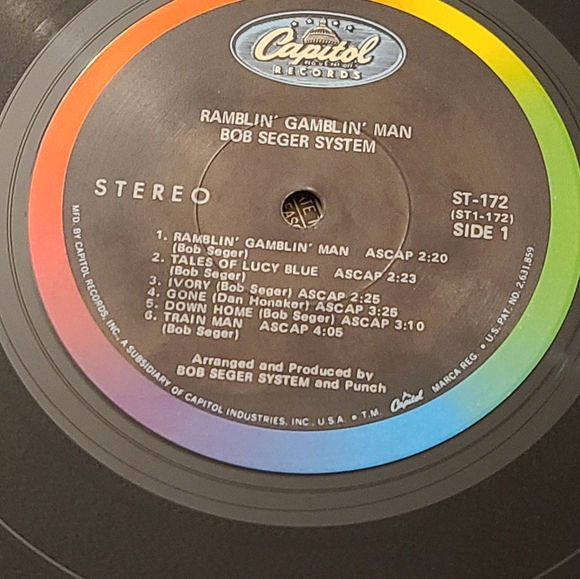 Capitol
RECORDS
RAMBLIN' GAMBLIN' MAN
BOB SEGER SYSTEM
STEREO
ST-172
(ST1-172)
SIDE 1
1. RAMBLIN' GAMBLIN' MAN ASCAP 2:20
(Bob Seger)
2. TALES OF LUCY BLUE ASCAP 2:23
(Bob Seger)
3. IVORY (Bob Seger) ASCAP 2:25
4. GONE (Dan Honaker) ASCAP 3:25
5. DOWN HOME (Bob Seger) ASCAP 3:10
6. TRAIN MAN ASCAP 4:05
(Bob Seger)
Arranged and Produced by
BOB SEGER SYSTEM and Punch
MFD. BY CAPITOL RECORDS, INC., A SUBSIDIARY OF CAPITOL INDUSTRIES, INC., U.S.A. • T.M. Capitol MARCA REG. • U.S. PAT. NO. 2,631,859